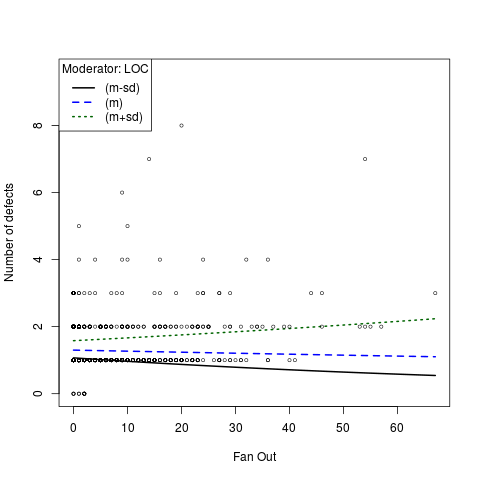 Moderator: LOC
(m-sd)
(m)
(m+sd)
Number of defects
8
6
4
2
0
0 10 20 30 40 50 60
Fan Out